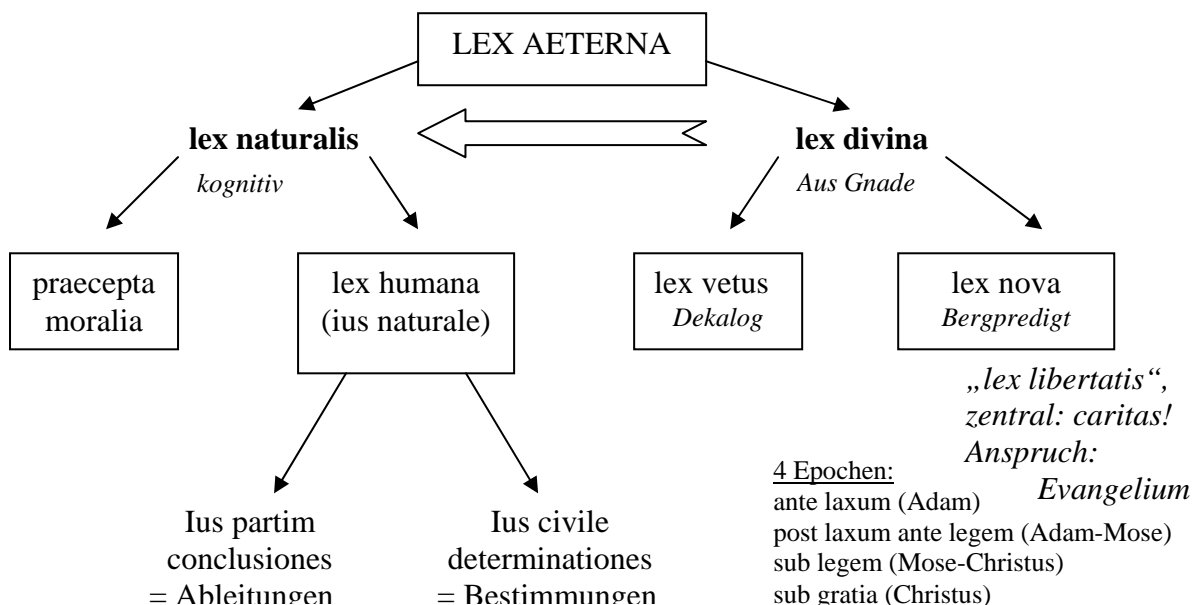 LEX AETERNA
lex naturalis
kognitiv
lex divina
Aus Gnade
praecepta
moralia
lex humana
(ius naturale)
lex vetus
Dekalog
lex nova
Bergpredigt
„lex libertatis“,
zentral: caritas!
Anspruch:
Evangelium
Ius partim
conclusiones
= Ableitungen
Ius civile
determinationes
= Bestimmungen
4 Epochen:
ante laxum (Adam)
post laxum ante legem (Adam-Mose)
sub legem (Mose-Christus)
sub gratia (Christus)